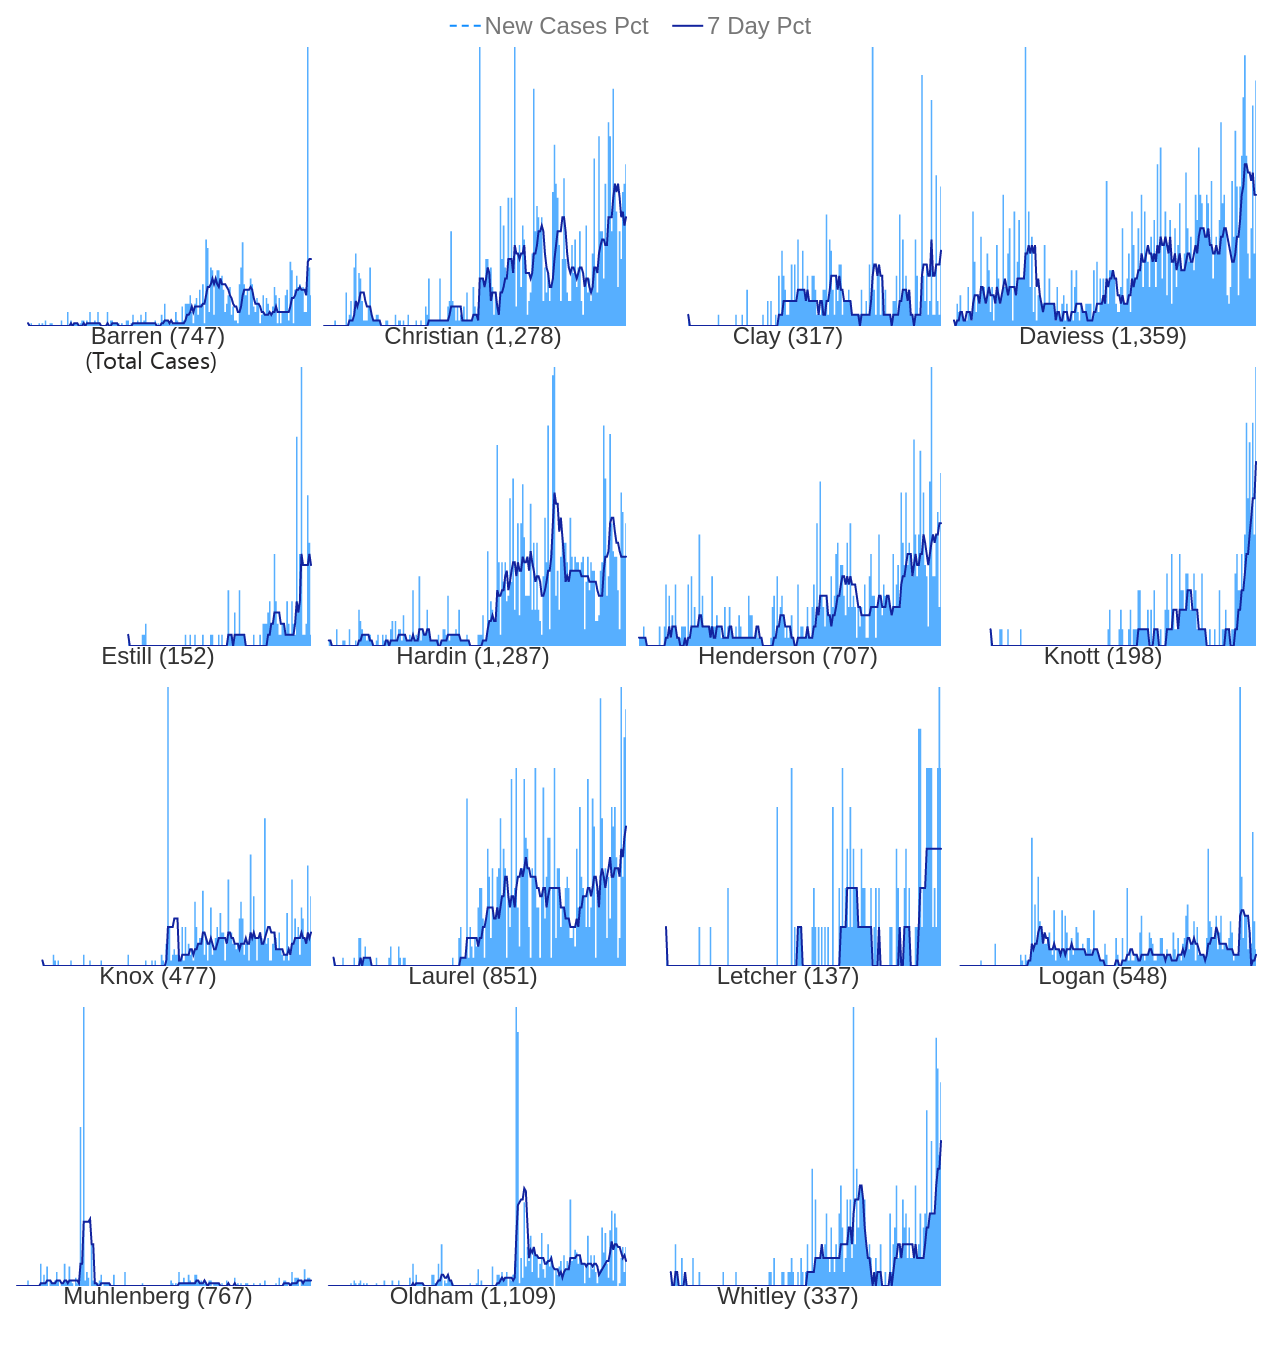 New Cases Pct 7 Day Pct
Barren (747) Christian (1,278) Clay (317) Daviess (1,359)
(Total Cases)
Estill (152) Hardin (1,287) Henderson (707) Knott (198)
Knox (477) Laurel (851) Letcher (137) Logan (548)
Muhlenberg (767) Oldham (1,109) Whitley (337)